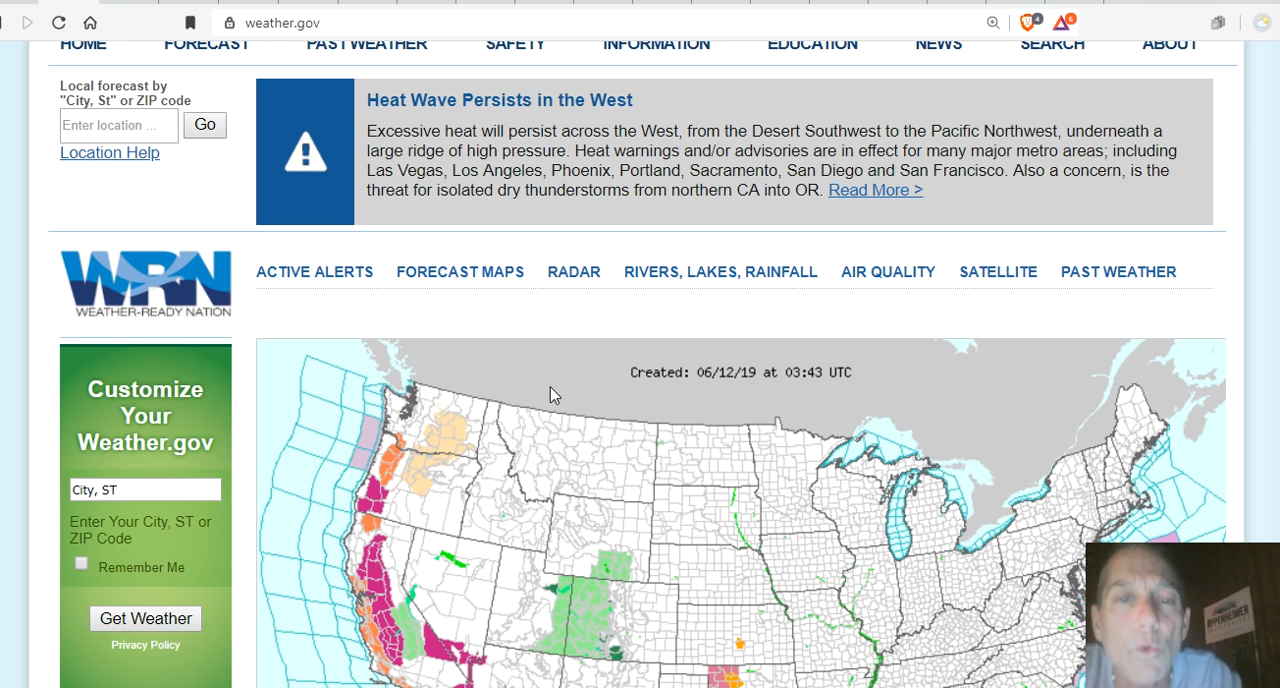 weather.gov
4
6
HOME FORECAST PAST WEATHER SAFETY INFORMATION EDUCATION NEWS SEARCH ABOUT
Local forecast by
"City, St" or ZIP code
Enter location ...
Go
Location Help
Heat Wave Persists in the West
Excessive heat will persist across the West, from the Desert Southwest to the Pacific Northwest, underneath a
large ridge of high pressure. Heat warnings and/or advisories are in effect for many major metro areas; including
Las Vegas, Los Angeles, Phoenix, Portland, Sacramento, San Diego and San Francisco. Also a concern, is the
threat for isolated dry thunderstorms from northern CA into OR. Read More >
WRN
WEATHER-READY NATION
ACTIVE ALERTS FORECAST MAPS RADAR RIVERS, LAKES, RAINFALL AIR QUALITY SATELLITE PAST WEATHER
Created: 06/12/19 at 03:43 UTC
Customize
Your
Weather.gov
City, ST
Enter Your City, ST or
ZIP Code
Remember Me
Get Weather
Privacy Policy
OPPENHEIMER